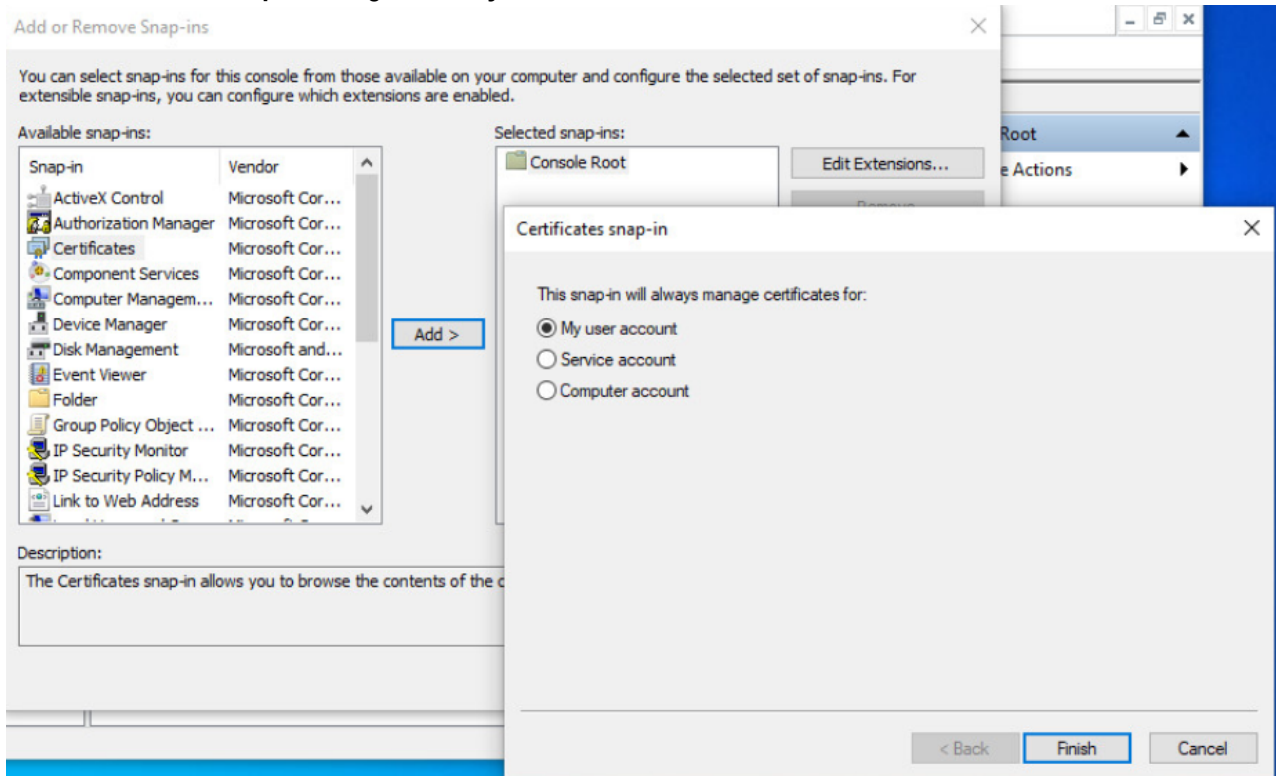 Add or Remove Snap-ins
You can select snap-ins for this console from those available on your computer and configure the selected set of snap-ins. For
extensible snap-ins, you can configure which extensions are enabled.
Available snap-ins:
Selected snap-ins:
Snap-in Vendor
ActiveX Control Microsoft Cor...
Authorization Manager Microsoft Cor...
Certificates Microsoft Cor...
Component Services Microsoft Cor...
Computer Managem... Microsoft Cor...
Device Manager Microsoft Cor...
Disk Management Microsoft and...
Event Viewer Microsoft Cor...
Folder Microsoft Cor...
Group Policy Object ... Microsoft Cor...
IP Security Monitor Microsoft Cor...
IP Security Policy M... Microsoft Cor...
Link to Web Address Microsoft Cor...
Add >
Console Root
Edit Extensions...
Root
e Actions
Description:
The Certificates snap-in allows you to browse the contents of the
Certificates snap-in
This snap-in will always manage certificates for:
My user account
Service account
Computer account
< Back Finish Cancel